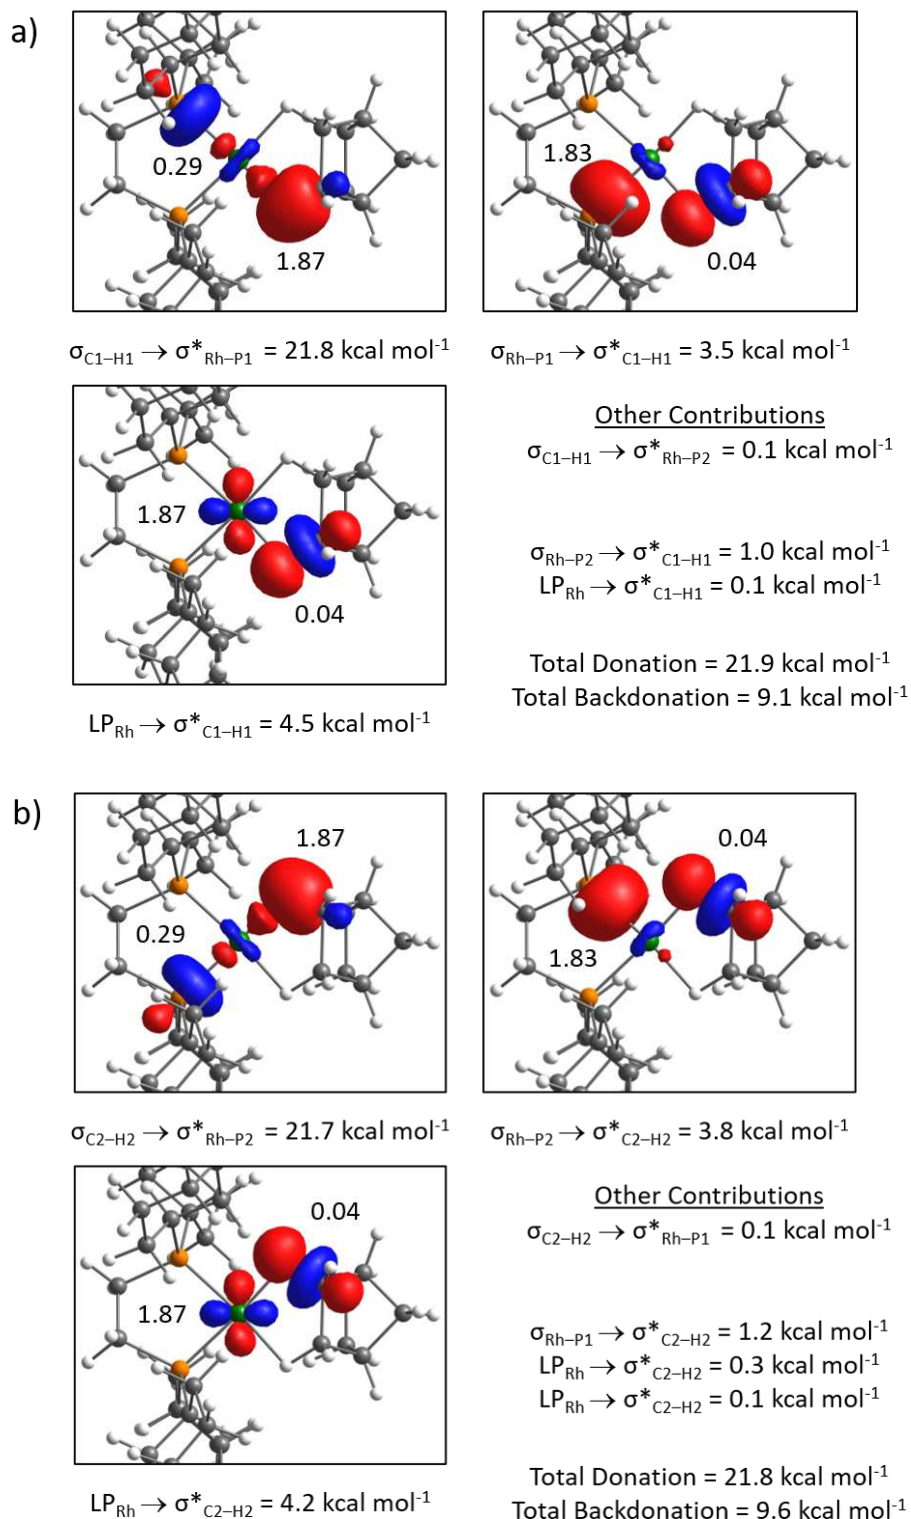 a)
0.29
1.87
1.83
0.04
σC1–H1 → σ*Rh–P1 = 21.8 kcal mol-1
σRh–P1 → σ*C1–H1 = 3.5 kcal mol-1
1.87
0.04
LPRh → σ*C1–H1 = 4.5 kcal mol-1
Other Contributions
σC1–H1 → σ*Rh–P2 = 0.1 kcal mol-1
σRh–P2 → σ*C1–H1 = 1.0 kcal mol-1
LPRh → σ*C1–H1 = 0.1 kcal mol-1
Total Donation = 21.9 kcal mol-1
Total Backdonation = 9.1 kcal mol-1
b)
1.87
0.29
0.04
1.83
σC2–H2 → σ*Rh–P2 = 21.7 kcal mol-1
σRh–P2 → σ*C2–H2 = 3.8 kcal mol-1
0.04
1.87
LPRh → σ*C2–H2 = 4.2 kcal mol-1
Other Contributions
σC2–H2 → σ*Rh–P1 = 0.1 kcal mol-1
σRh–P1 → σ*C2–H2 = 1.2 kcal mol-1
LPRh → σ*C2–H2 = 0.3 kcal mol-1
LPRh → σ*C2–H2 = 0.1 kcal mol-1
Total Donation = 21.8 kcal mol-1
Total Backdonation = 9.6 kcal mol-1